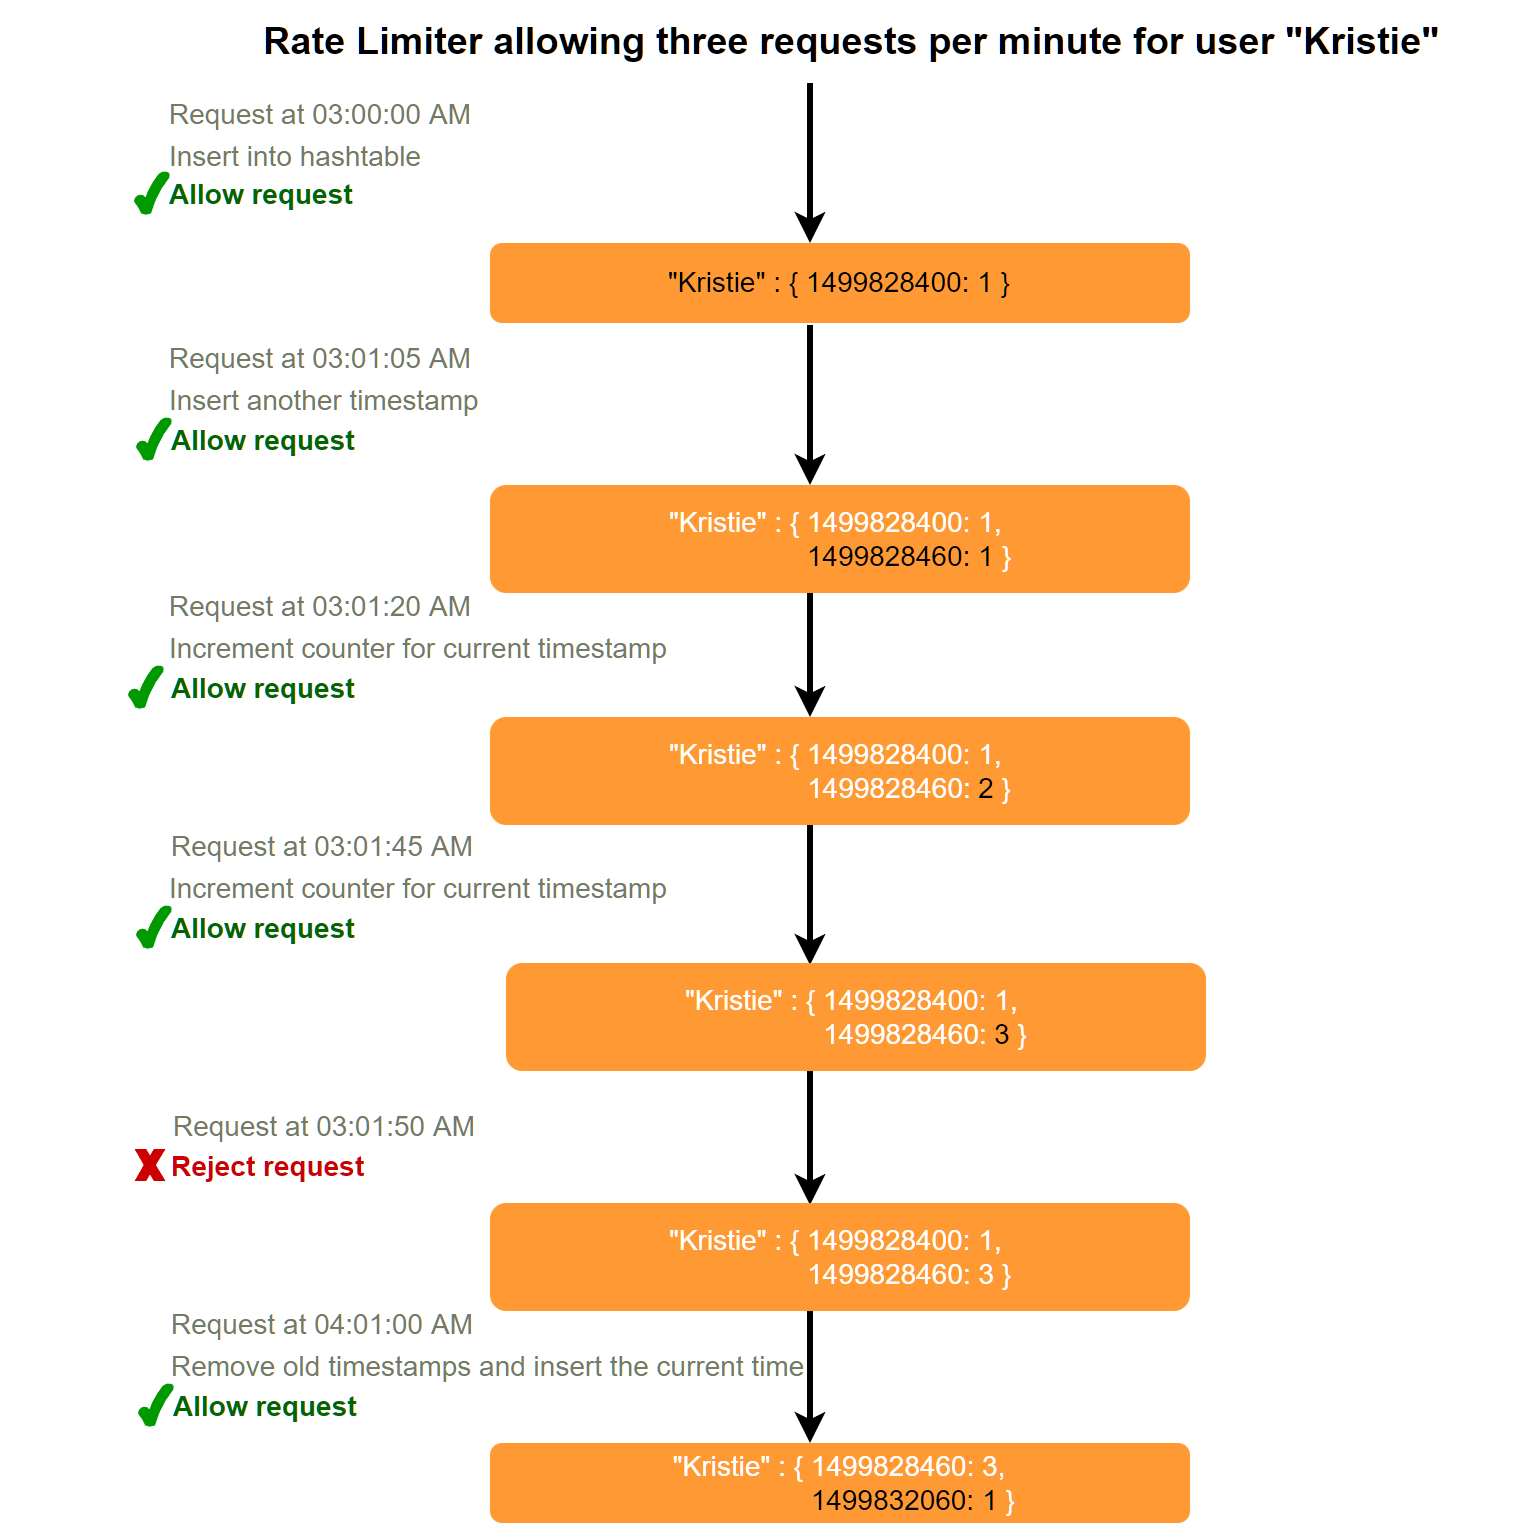 Rate Limiter allowing three requests per minute for user "Kristie"
Request at 03:00:00 AM
Insert into hashtable
Allow request
"Kristie" : { 1499828400: 1 }
Request at 03:01:05 AM
Insert another timestamp
Allow request
"Kristie" : { 1499828400: 1,
1499828460: 1 }
Request at 03:01:20 AM
Increment counter for current timestamp
Allow request
"Kristie" : { 1499828400: 1,
1499828460: 2 }
Request at 03:01:45 AM
Increment counter for current timestamp
Allow request
"Kristie" : { 1499828400: 1,
1499828460: 3 }
Request at 03:01:50 AM
Reject request
"Kristie" : { 1499828400: 1,
1499828460: 3 }
Request at 04:01:00 AM
Remove old timestamps and insert the current time
Allow request
"Kristie" : { 1499828460: 3,
1499832060: 1 }